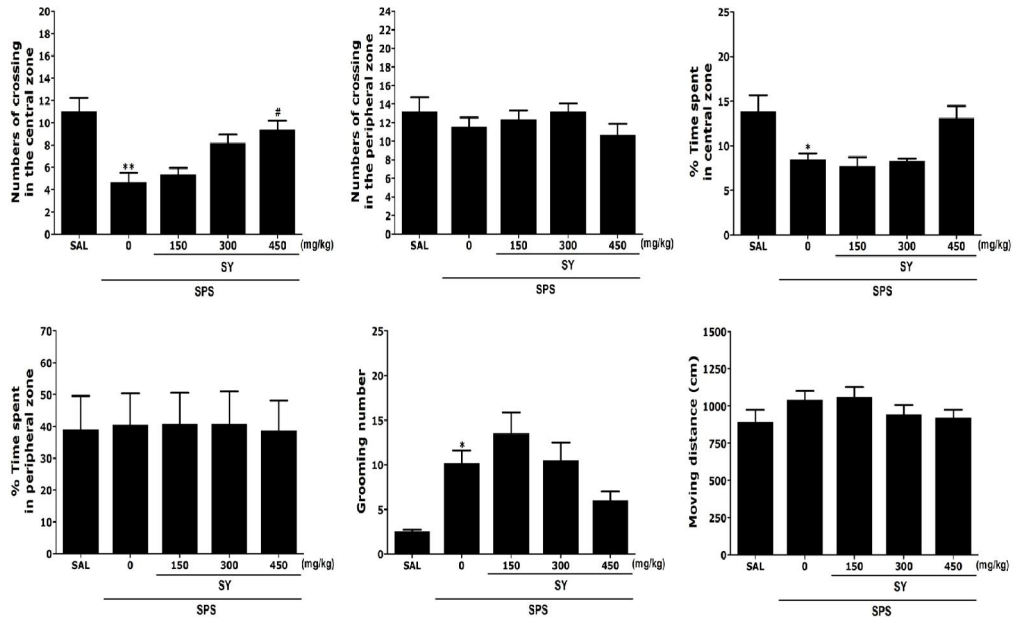 Numbers of crossing
in the central zone
20
18
16
14
12
10
8
6
4
2
0
**
#
SAL 0 150 300 450 (mg/kg)
SY
SPS
Numbers of crossing
in the peripheral zone
24
22
20
18
16
14
12
10
8
6
4
2
0
SAL 0 150 300 450 (mg/kg)
SY
SPS
% Time spent
in central zone
25
20
15
10
5
0
*
SAL 0 150 300 450 (mg/kg)
SY
SPS
% Time spent
in peripheral zone
70
60
50
40
30
20
10
0
SAL 0 150 300 450 (mg/kg)
SY
SPS
Grooming number
25
20
15
10
5
0
*
SAL 0 150 300 450 (mg/kg)
SY
SPS
Moving distance (cm)
1500
1250
1000
750
500
250
0
SAL 0 150 300 450 (mg/kg)
SY
SPS